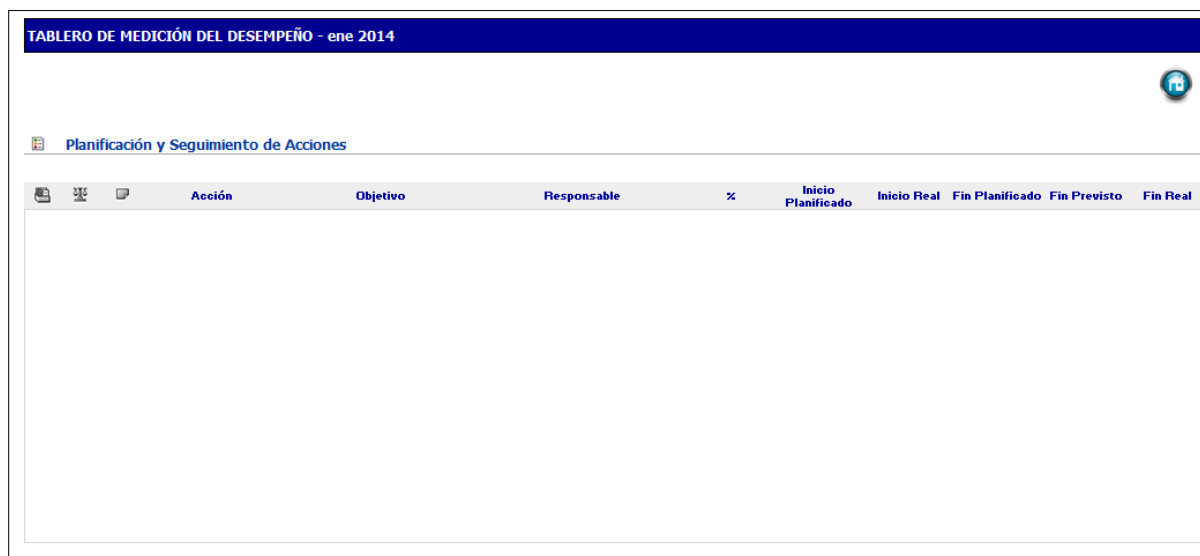 TABLERO DE MEDICIÓN DEL DESEMPEÑO - ene 2014
Planificación y Seguimiento de Acciones
Acción Objetivo Responsable % Inicio Planificado Inicio Real Fin Planificado Fin Previsto Fin Real